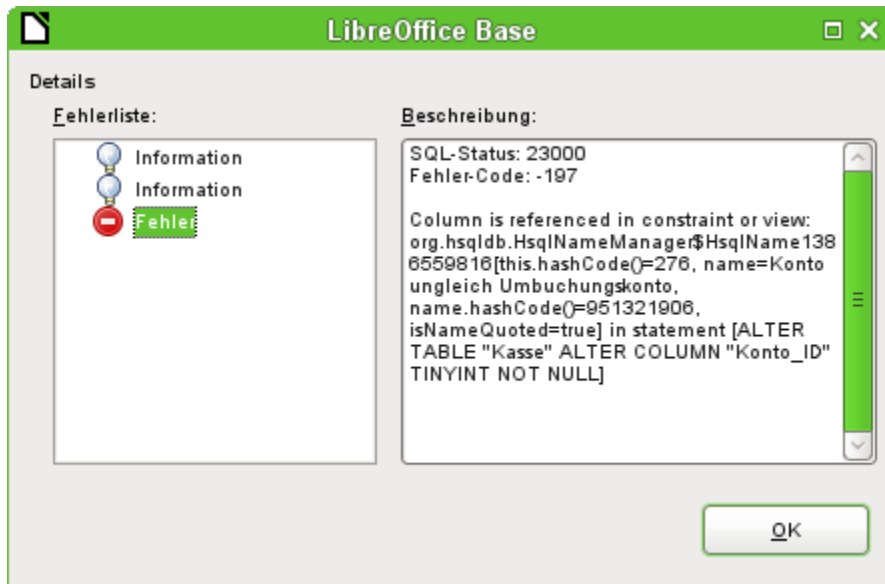 LibreOffice Base
Details
Fehlerliste:
Beschreibung:
Information
Information
Fehler
SQL-Status: 23000
Fehler-Code: -197
Column is referenced in constraint or view:
org.hsqldb.HsqlNameManager$HsqlName138
6559816[this.hashCode()=276, name=Konto
ungleich Umbuchungskonto,
name.hashCode()=951321906,
isNameQuoted=true] in statement [ALTER
TABLE "Kasse" ALTER COLUMN "Konto_ID"
TINYINT NOT NULL]
OK